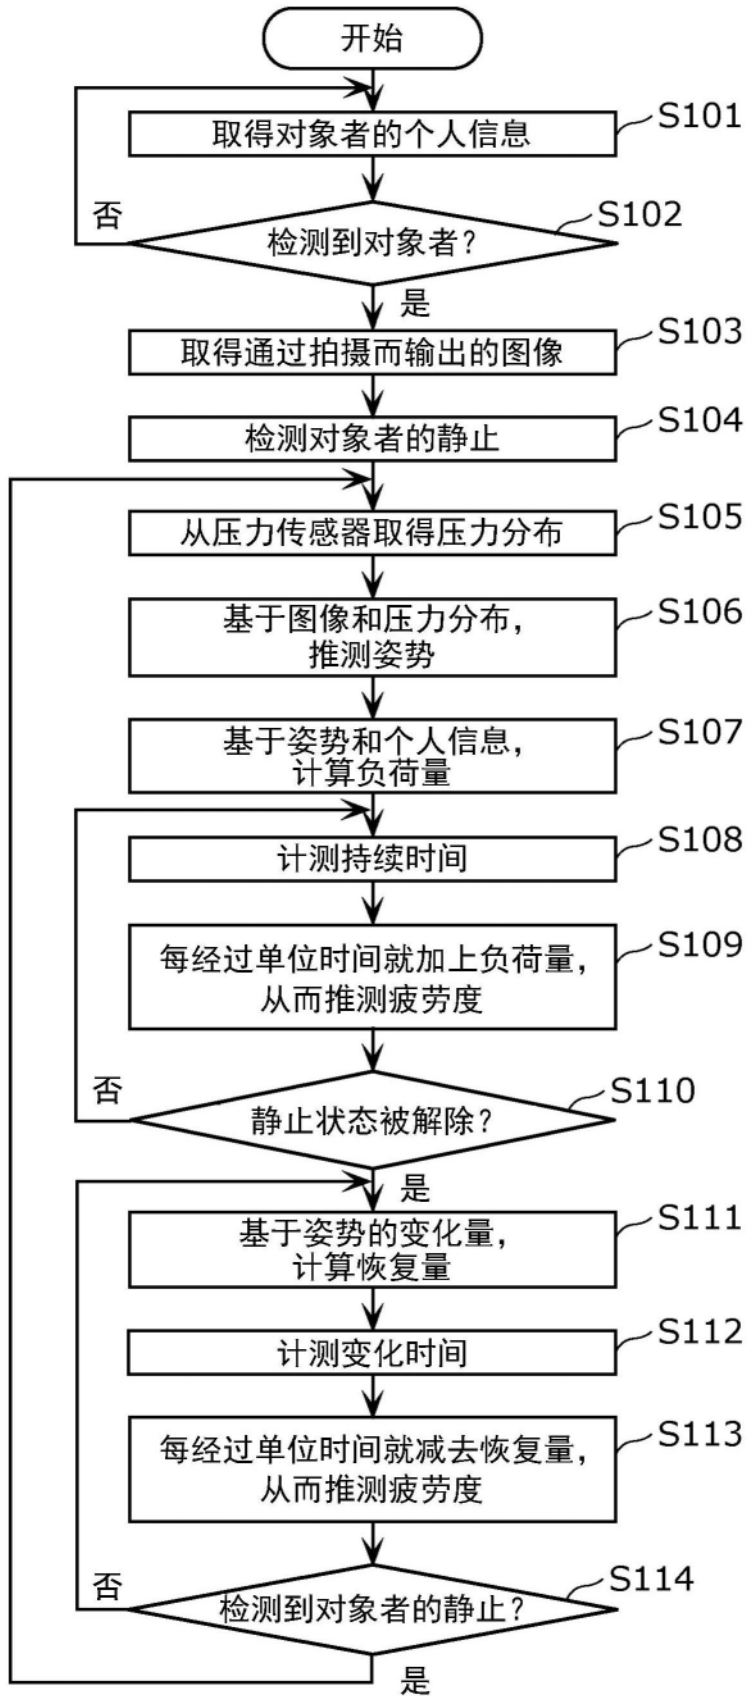 开始
取得对象者的个人信息
S101
检测到对象者?
S102
否
是
取得通过拍摄而输出的图像
S103
检测对象者的静止
S104
从压力传感器取得压力分布
S105
基于图像和压力分布，
推测姿势
S106
基于姿势和个人信息，
计算负荷量
S107
计测持续时间
S108
每经过单位时间就加上负荷量，
从而推测疲劳度
S109
静止状态被解除?
S110
否
是
基于姿势的变化量，
计算恢复量
S111
计测变化时间
S112
每经过单位时间就减去恢复量，
从而推测疲劳度
S113
检测到对象者的静止?
S114
否
是